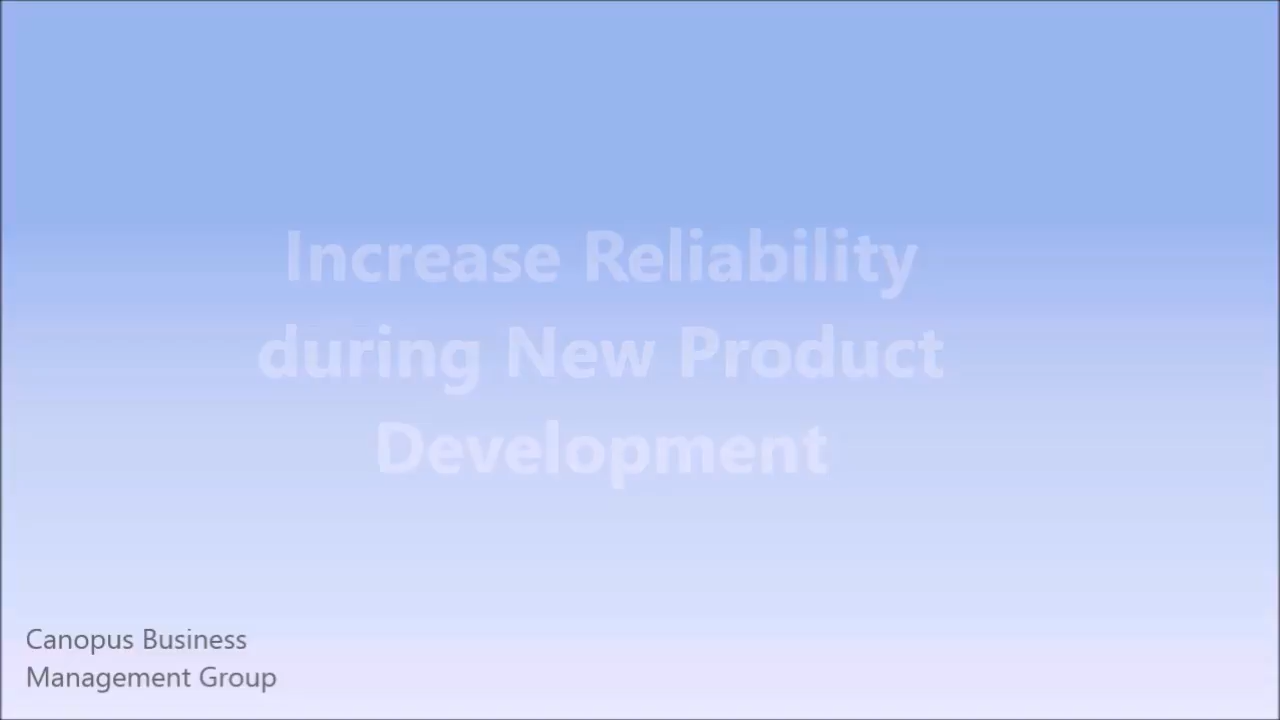 Increase Reliability
during New Product
Development
Canopus Business
Management Group